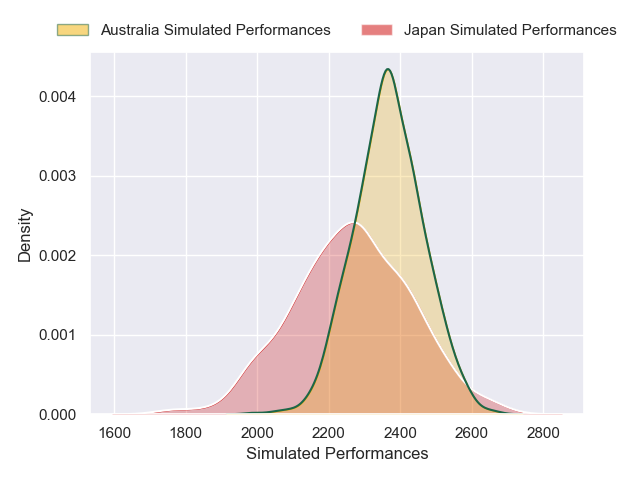 Australia Simulated Performances Japan Simulated Performances
0.004
0.003
0.002
0.001
0.000
Density
1600 1800 2000 2200 2400 2600 2800
Simulated Performances